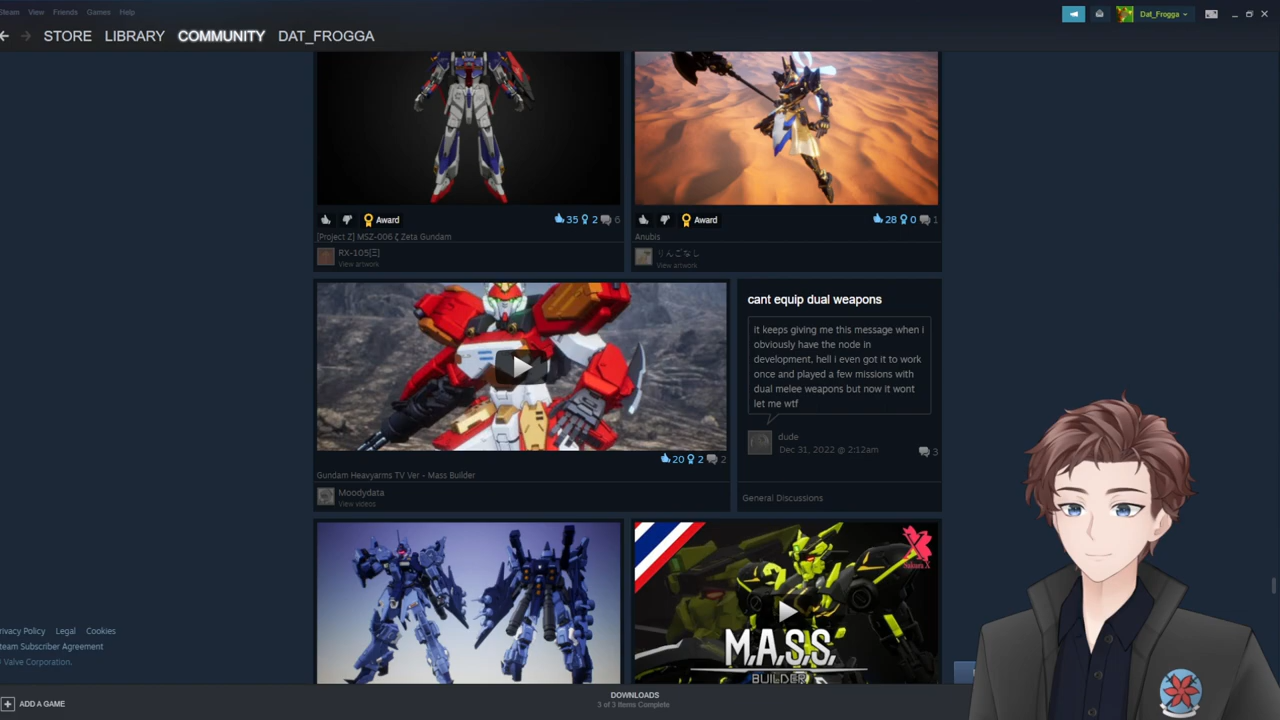 Steam View Friends Games Help
Dat_Frogga
STORE LIBRARY COMMUNITY DAT_FROGGA
Award 35 2 6
[Project Z] MSZ-006 ζ Zeta Gundam
RX-105[Ξ]
View artwork
Award 28 0 1
Anubis
りんごなし
View artwork
20 2 2
Gundam Heavyarms TV Ver - Mass Builder
Moodydata
View videos
cant equip dual weapons
it keeps giving me this message when i
obviously have the node in
development, hell i even got it to work
once and played a few missions with
dual melee weapons but now it wont
let me wtf
dude
Dec 31, 2022 @ 2:12am
3
General Discussions
M.A.S.S.
BUILDER
rivacy Policy Legal Cookies
team Subscriber Agreement
Valve Corporation.
ADD A GAME
DOWNLOADS
3 of 3 Items Complete